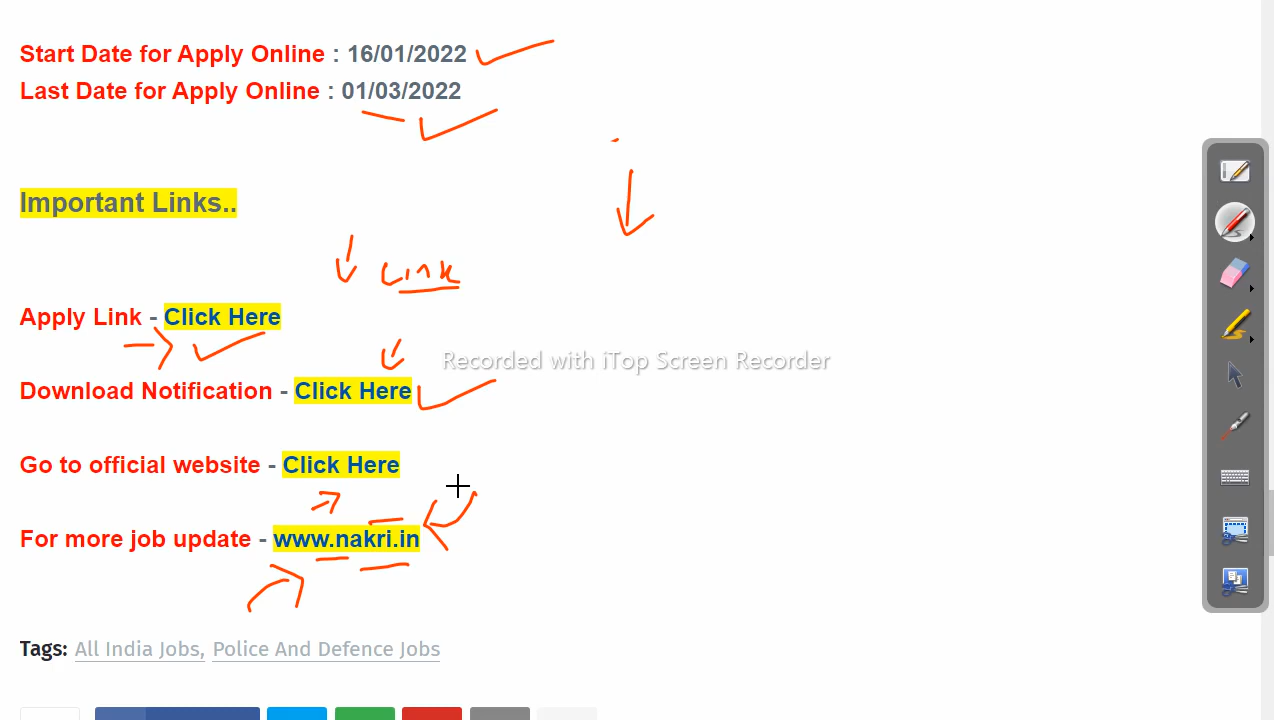 Start Date for Apply Online : 16/01/2022
Last Date for Apply Online : 01/03/2022
Important Links..
Link
Apply Link - Click Here
Recorded with iTop Screen Recorder
Download Notification - Click Here
Go to official website - Click Here
For more job update - www.nakri.in
Tags: All India Jobs, Police And Defence Jobs